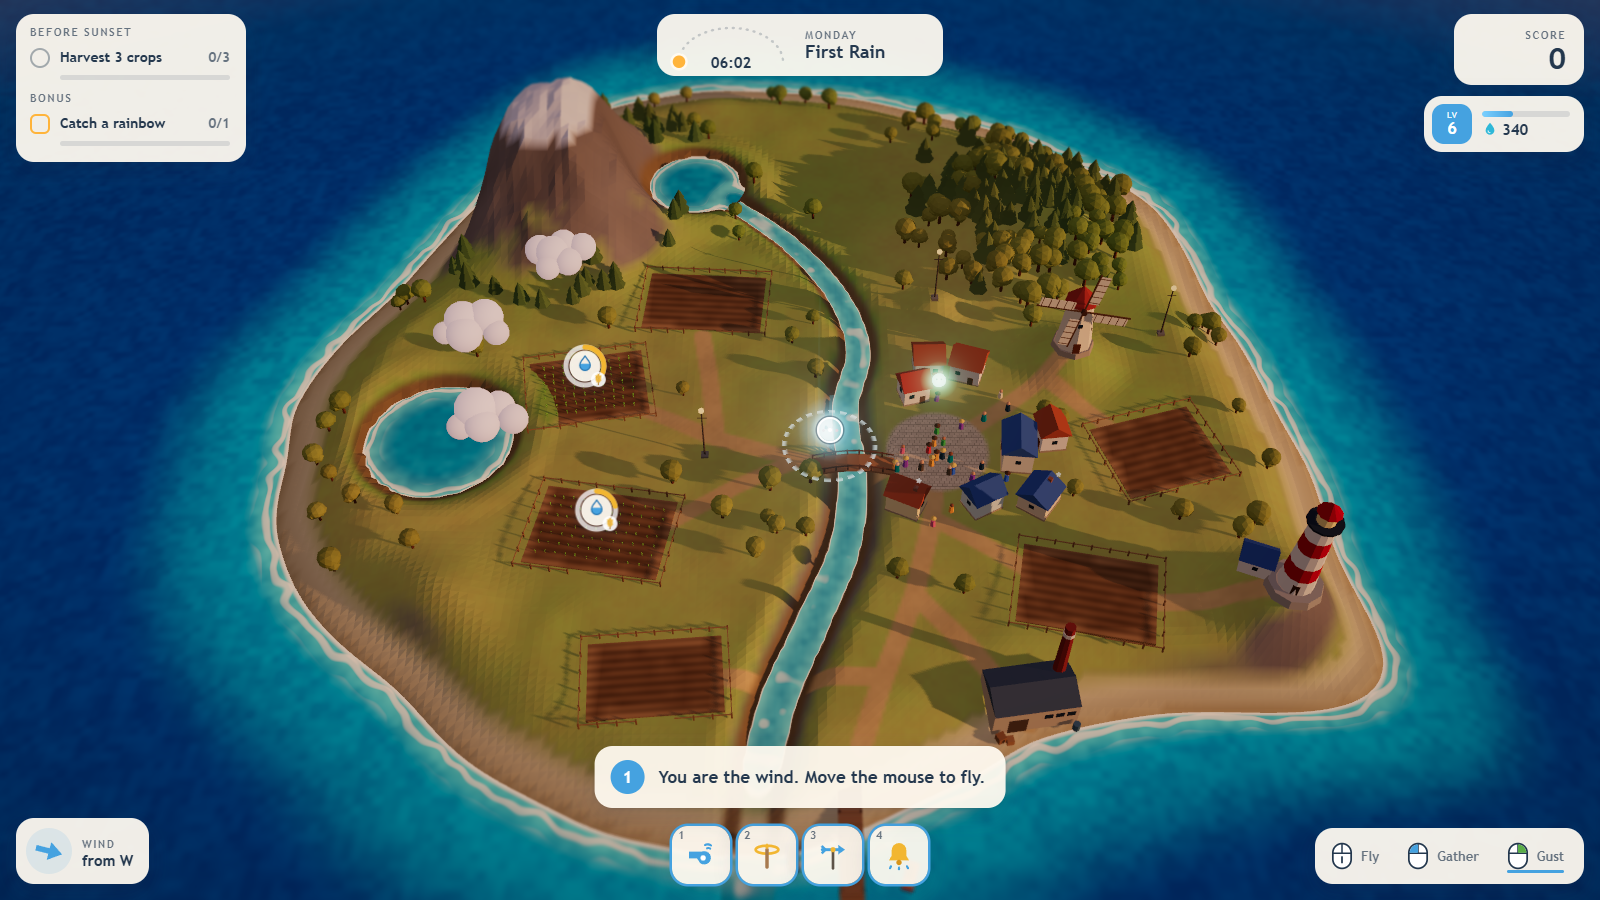 BEFORE SUNSET
Harvest 3 crops 0/3
BONUS
Catch a rainbow 0/1
06:02
MONDAY
First Rain
SCORE
0
LV
6
340
1 You are the wind. Move the mouse to fly.
WIND
from W
1 2 3 4
Fly Gather Gust